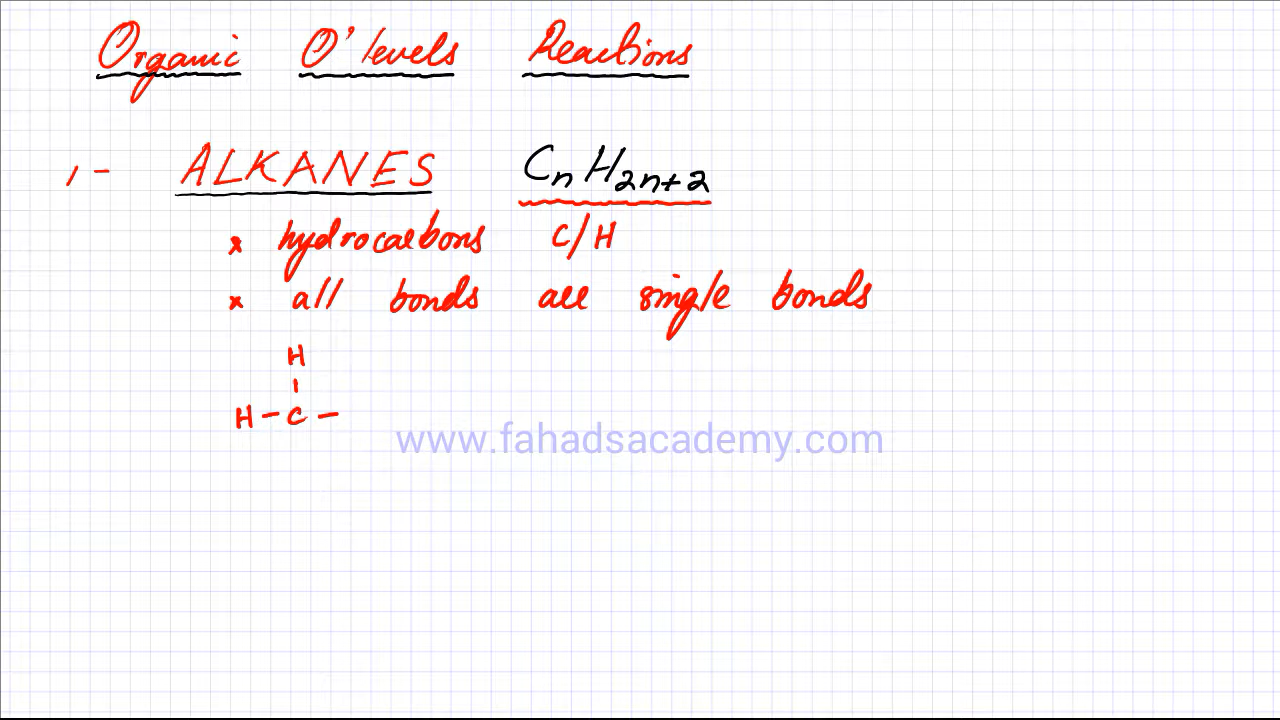 Organic O'levels Reactions
1- ALKANES CnH2n+2
x hydrocarbons C/H
x all bonds are single bonds
H
H-C-
www.fahadsacademy.com